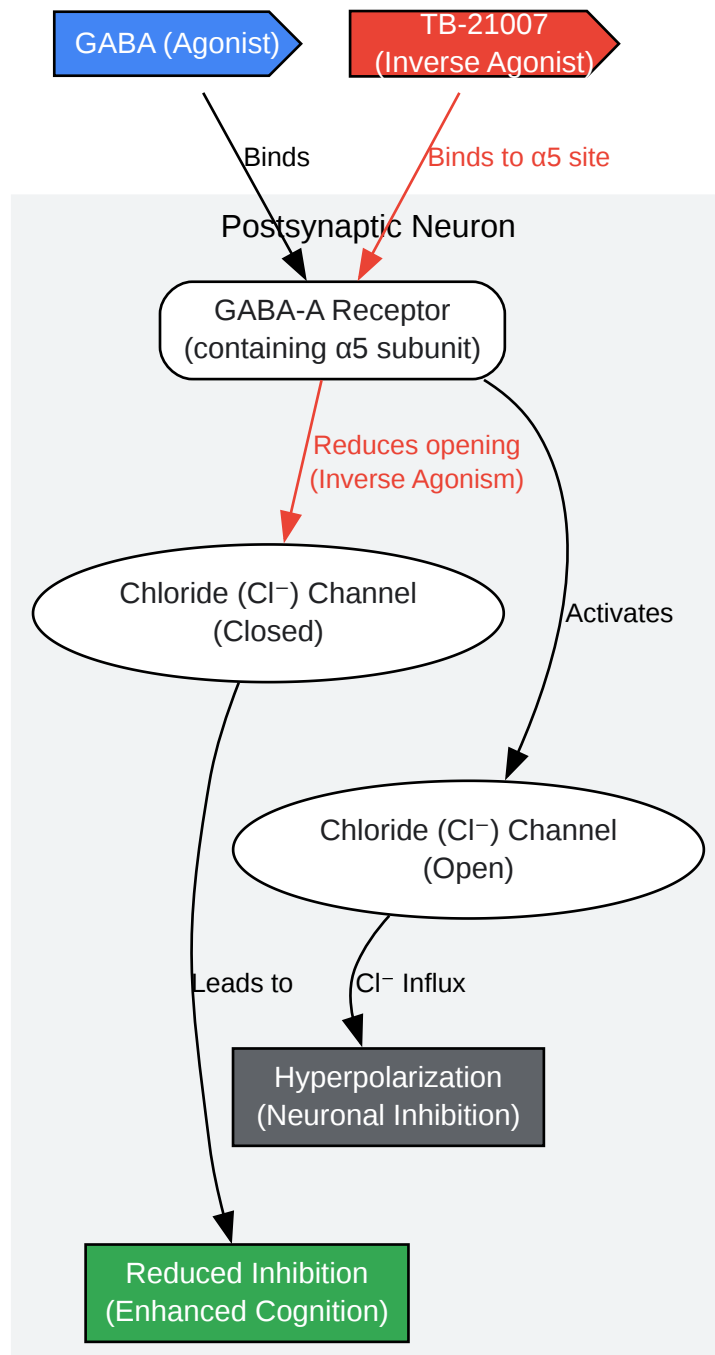 GABA (Agonist)
TB-21007
(Inverse Agonist)
Binds
Binds to α5 site
Postsynaptic Neuron
GABA-A Receptor
(containing α5 subunit)
Reduces opening
(Inverse Agonism)
Chloride (Cl⁻) Channel
(Closed)
Activates
Chloride (Cl⁻) Channel
(Open)
Leads to
Cl⁻ Influx
Hyperpolarization
(Neuronal Inhibition)
Reduced Inhibition
(Enhanced Cognition)